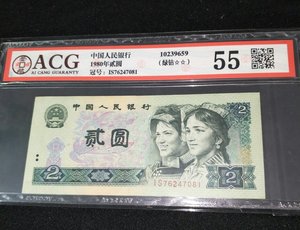 ACG
AI CANG GUARANTY
中国人民银行
1980年贰圆
冠号: IS76247081
10239659
(绿钻☆☆)
55
中国人民银行
贰圆
IS76247081
2
2